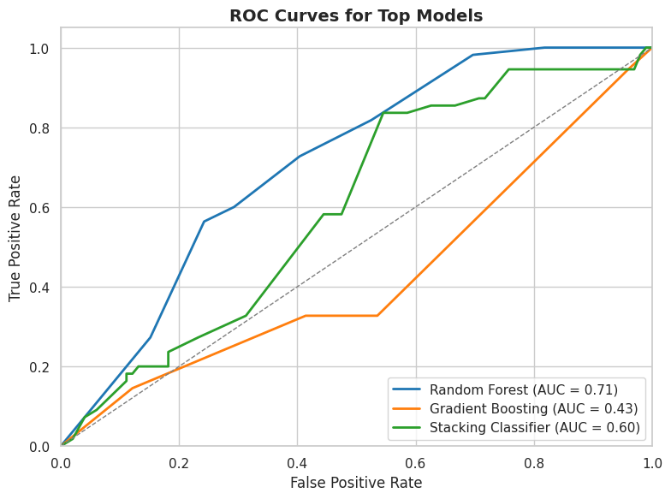 ROC Curves for Top Models
1.0
0.8
0.6
0.4
0.2
0.0
True Positive Rate
0.0 0.2 0.4 0.6 0.8 1.0
False Positive Rate
Random Forest (AUC = 0.71)
Gradient Boosting (AUC = 0.43)
Stacking Classifier (AUC = 0.60)